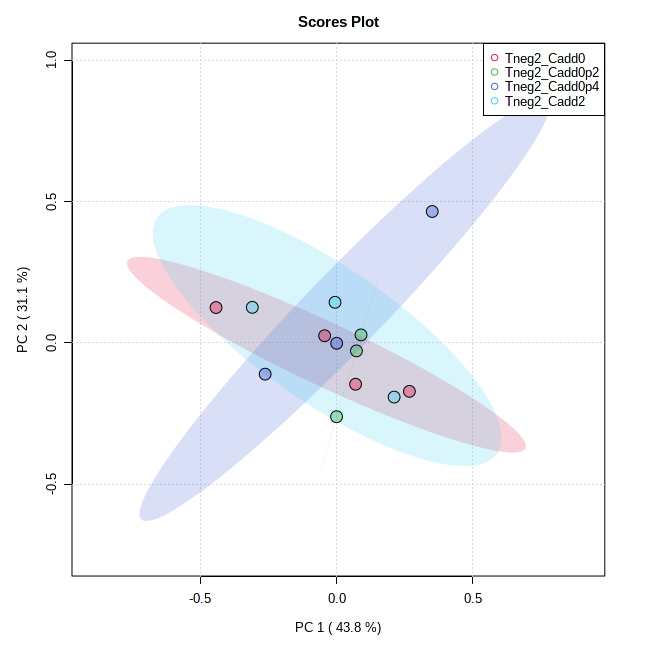 Scores Plot
Tneg2_Cadd0
Tneg2_Cadd0p2
Tneg2_Cadd0p4
Tneg2_Cadd2
1.0
0.5
0.0
-0.5
PC 2 ( 31.1 %)
-0.5 0.0 0.5
PC 1 ( 43.8 %)